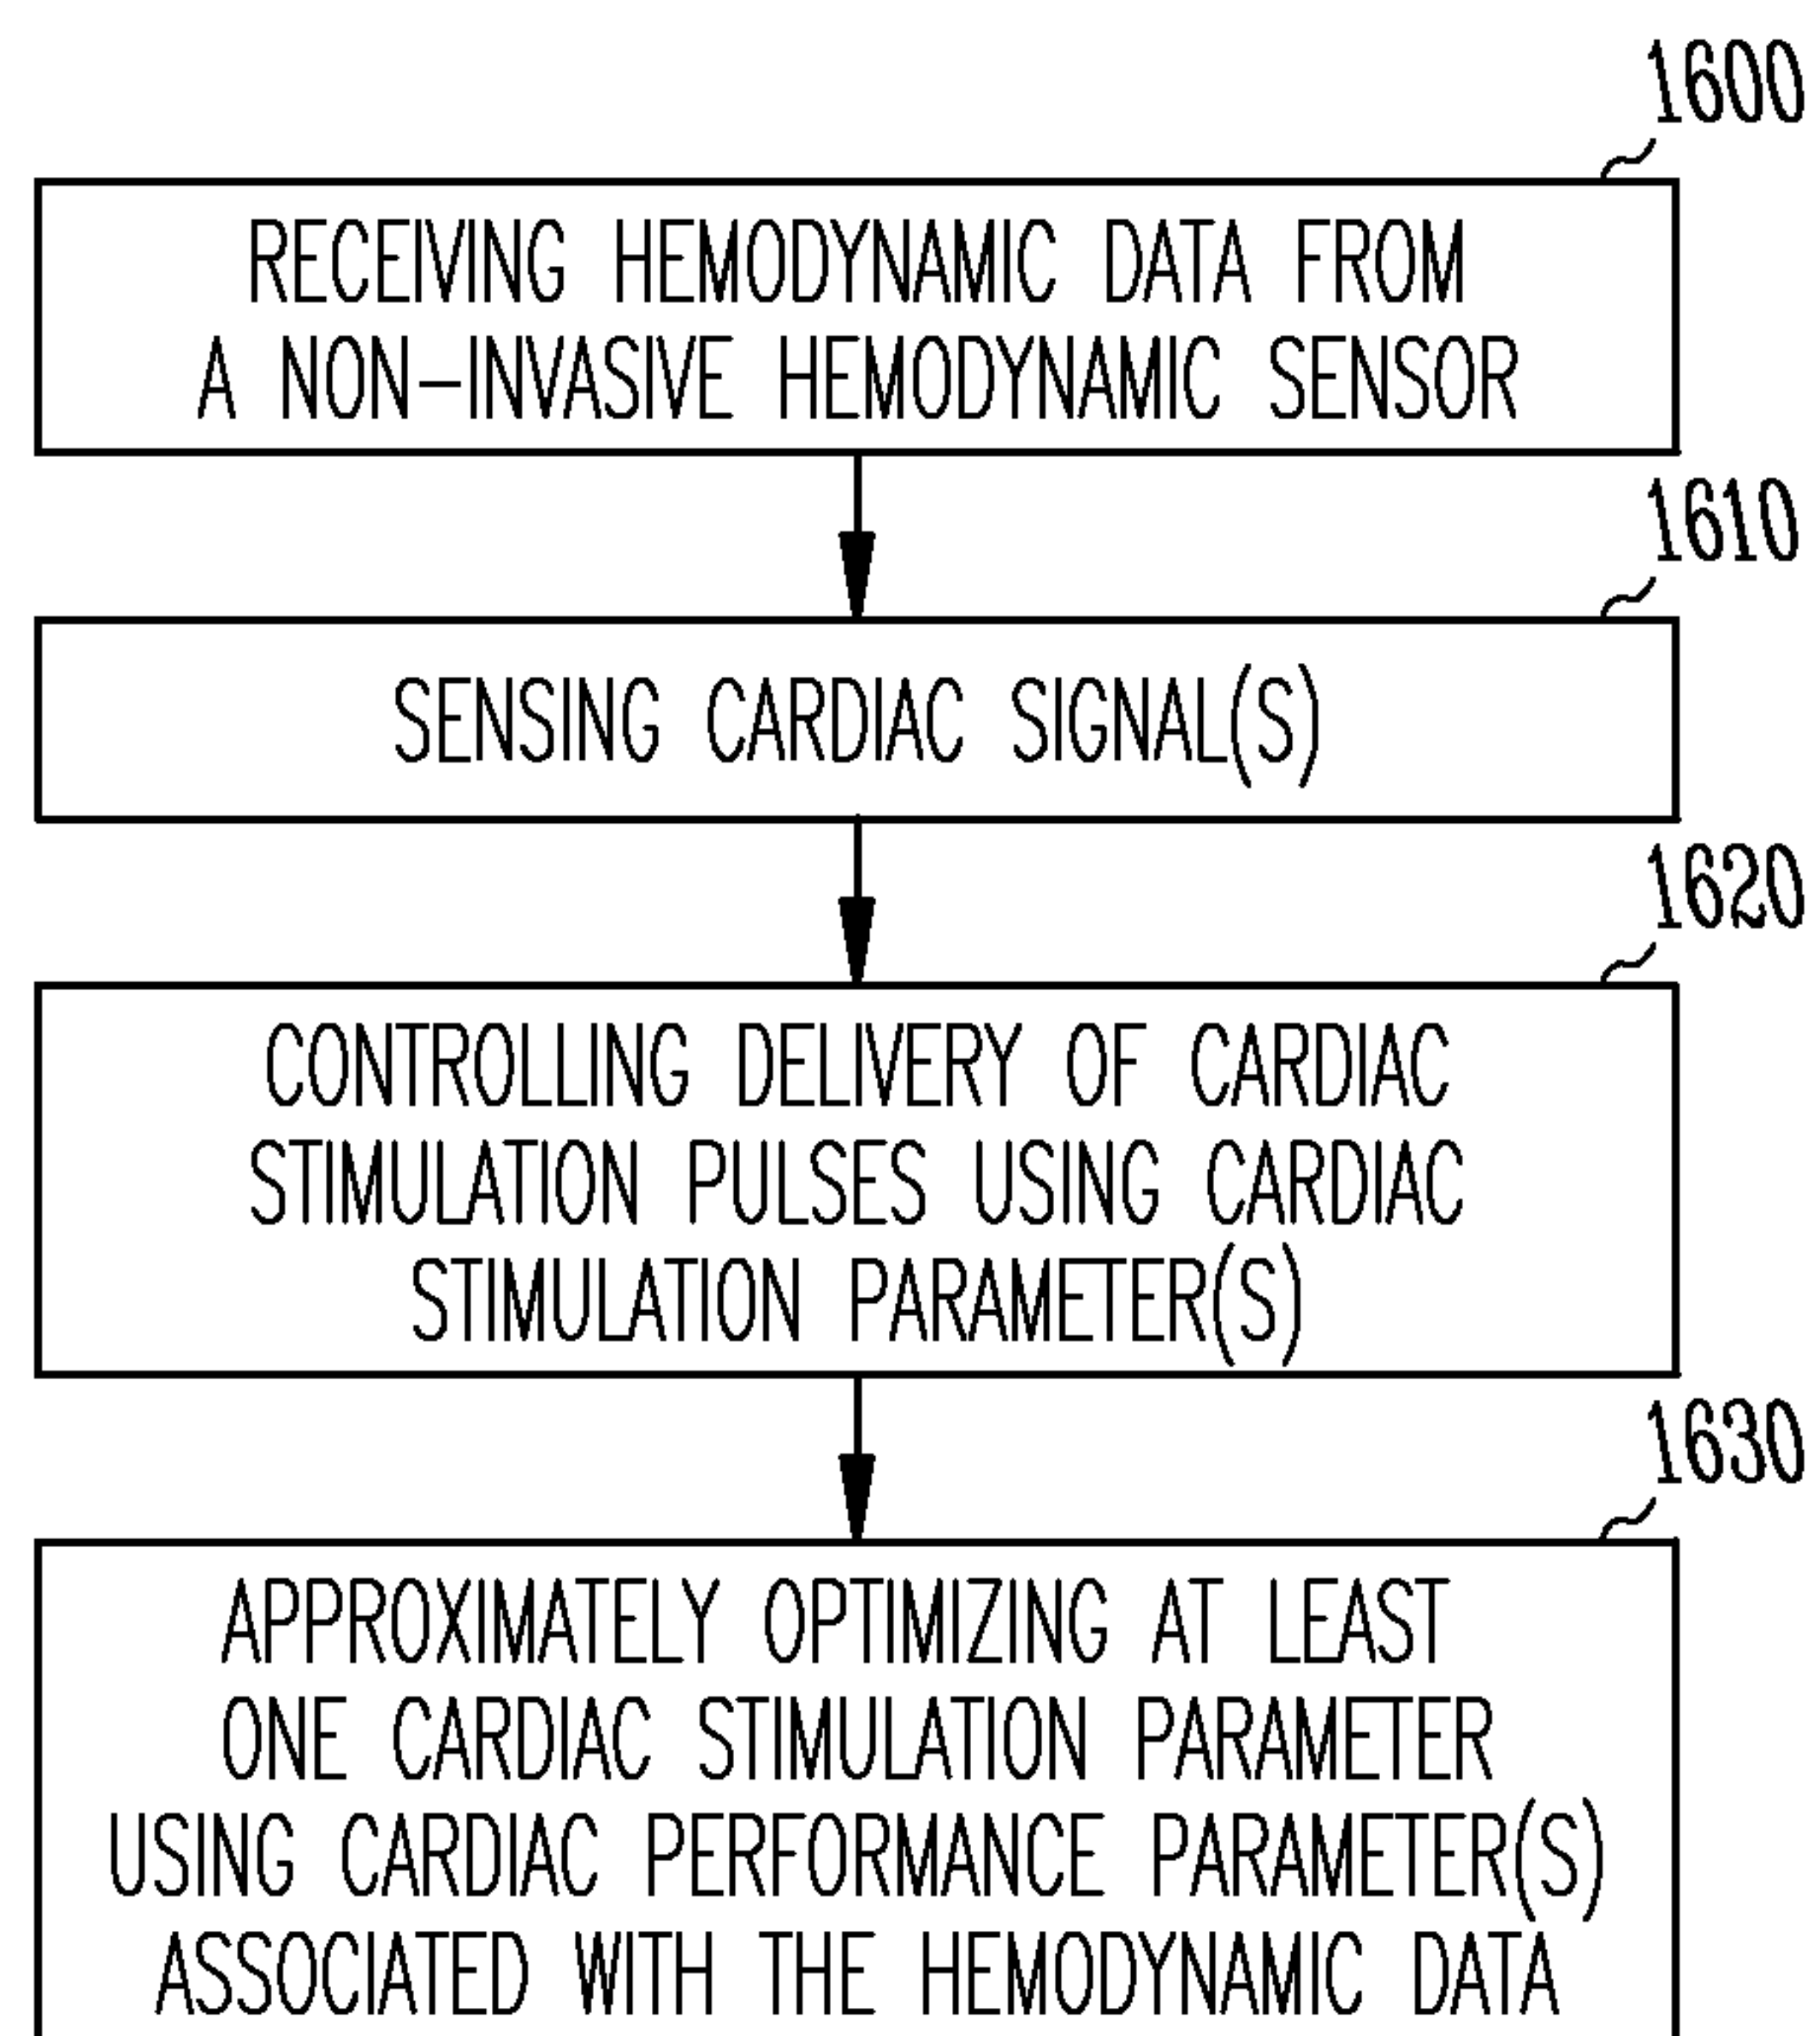 1600
RECEIVING HEMODYNAMIC DATA FROM
A NON-INVASIVE HEMODYNAMIC SENSOR
1610
SENSING CARDIAC SIGNAL(S)
1620
CONTROLLING DELIVERY OF CARDIAC
STIMULATION PULSES USING CARDIAC
STIMULATION PARAMETER(S)
1630
APPROXIMATELY OPTIMIZING AT LEAST
ONE CARDIAC STIMULATION PARAMETER
USING CARDIAC PERFORMANCE PARAMETER(S)
ASSOCIATED WITH THE HEMODYNAMIC DATA